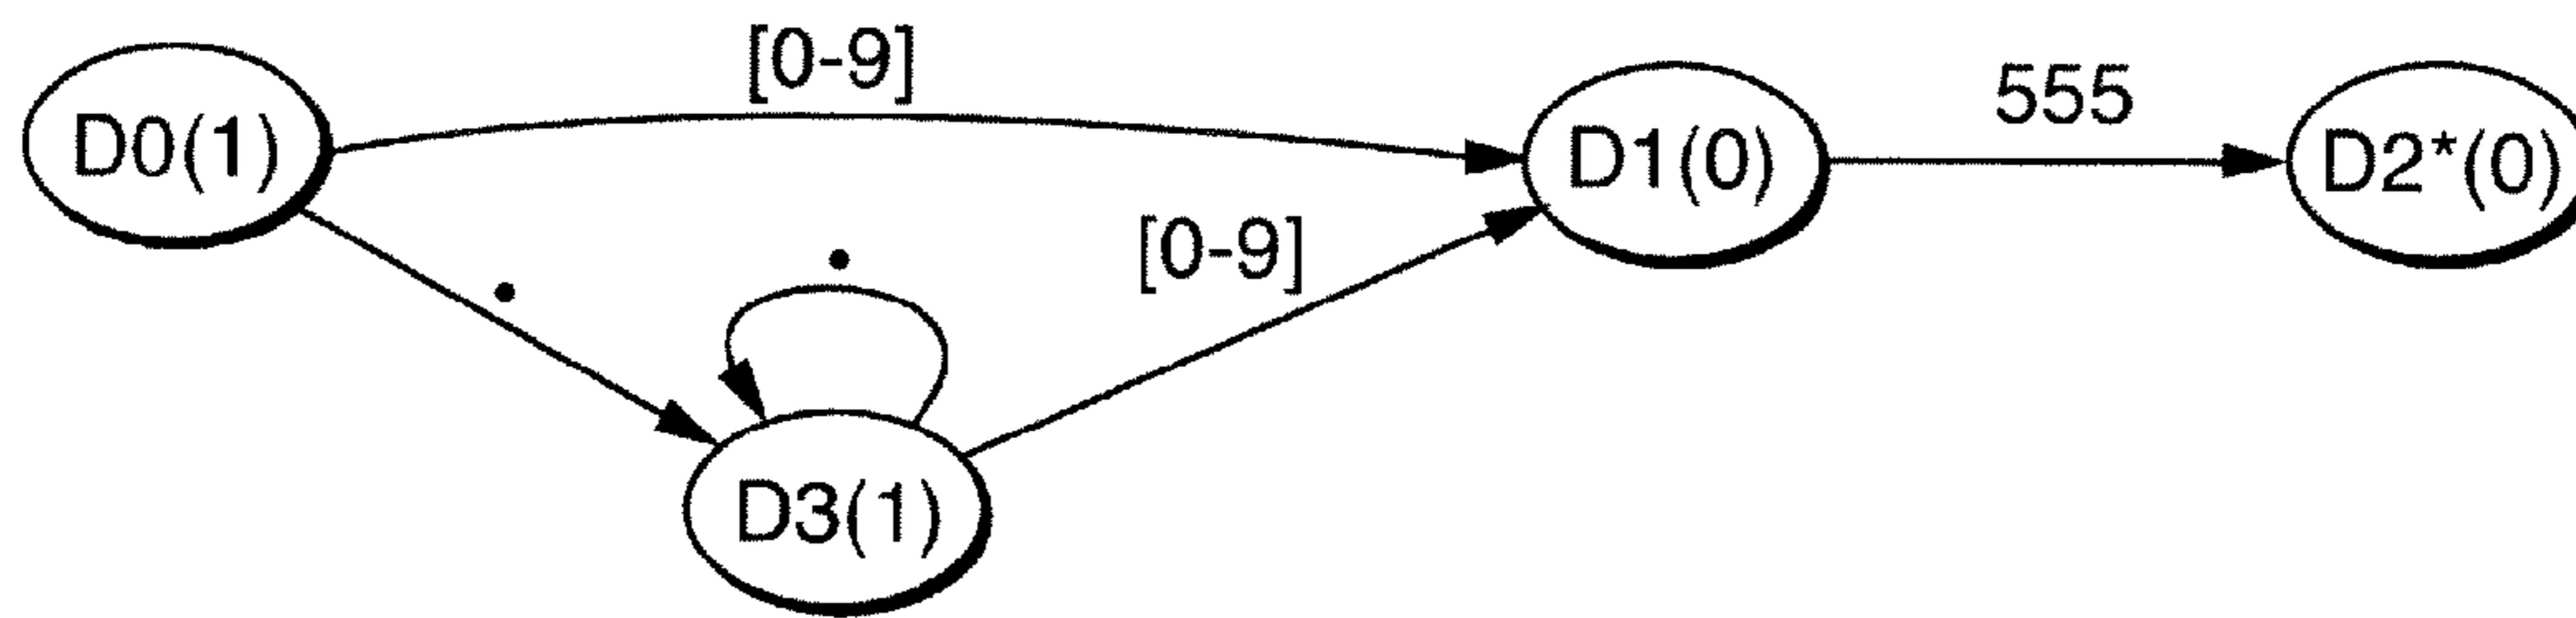 [0-9]
D0(1)
555
D1(0)
D2*(0)
[0-9]
.
.
D3(1)